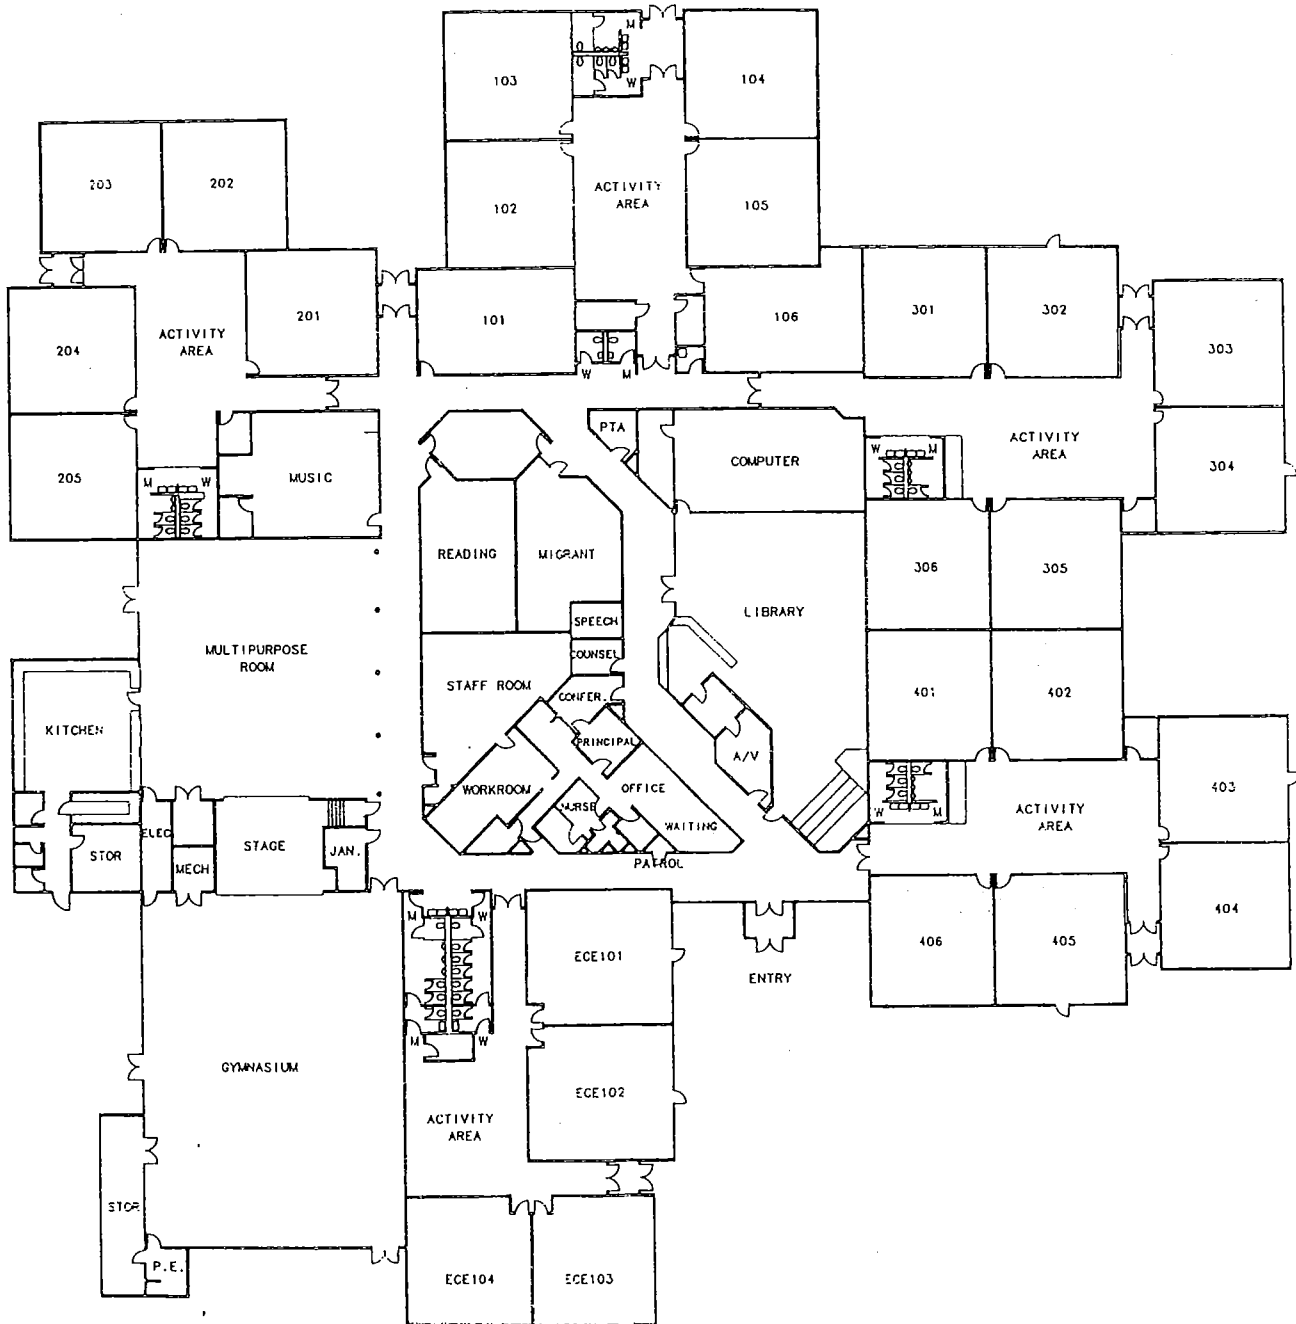 M
103
104
W
203
202
ACTIVITY
AREA
102
105
201
101
106
301
302
204
ACTIVITY
AREA
303
W
M
PTA
205
M
W
MUSIC
COMPUTER
W
M
ACTIVITY
AREA
304
READING
MIGRANT
306
305
SPEECH
LIBRARY
MULTIPURPOSE
ROOM
COUNSEL
STAFF ROOM
CONFER.
401
402
KITCHEN
PRINCIPAL
A/V
WORKROOM
OFFICE
NURSE
403
W
M
ACTIVITY
AREA
ELEC
STAGE
WAITING
STOR
JAN.
MECH
PATROL
404
M
W
406
405
ECE101
ENTRY
M
W
GYMNASIUM
ECE102
ACTIVITY
AREA
STOR
P.E.
ECE104
ECE103